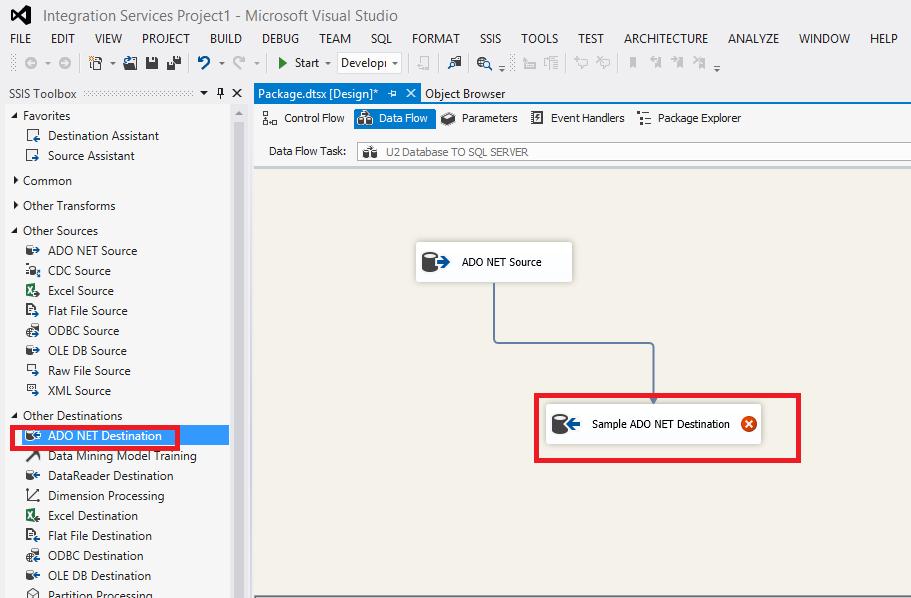 Integration Services Project1 - Microsoft Visual Studio
FILE EDIT VIEW PROJECT BUILD DEBUG TEAM SQL FORMAT SSIS TOOLS TEST ARCHITECTURE ANALYZE WINDOW HELP
Start Develop
SSIS Toolbox
Package.dtsx [Design]* Object Browser
Favorites
Destination Assistant
Source Assistant
Common
Other Transforms
Other Sources
ADO NET Source
CDC Source
Excel Source
Flat File Source
ODBC Source
OLE DB Source
Raw File Source
XML Source
Other Destinations
ADO NET Destination
Data Mining Model Training
DataReader Destination
Dimension Processing
Excel Destination
Flat File Destination
ODBC Destination
OLE DB Destination
Partition Processing
Control Flow Data Flow Parameters Event Handlers Package Explorer
Data Flow Task: U2 Database TO SQL SERVER
ADO NET Source
Sample ADO NET Destination